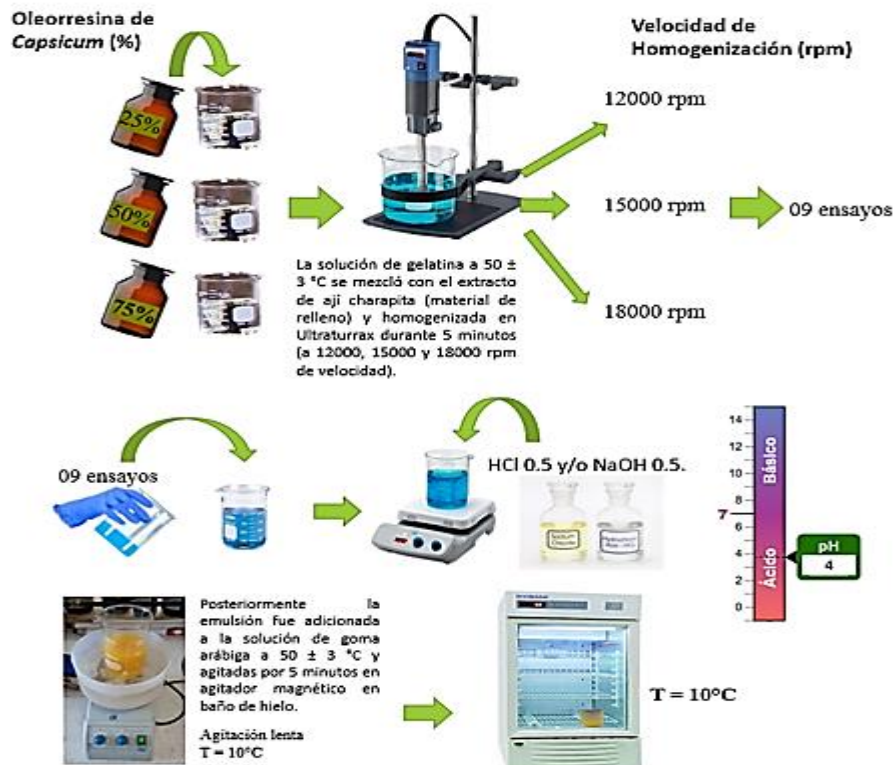 Oleorresina de
Capsicum (%)
Velocidad de
Homogenización (rpm)
25%
50%
75%
12000 rpm
15000 rpm
18000 rpm
09 ensayos
La solución de gelatina a 50 ±
3 °C se mezcló con el extracto
de ají charapita (material de
relleno) y homogenizada en
Ultraturrax durante 5 minutos
(a 12000, 15000 y 18000 rpm
de velocidad).
09 ensayos
HCl 0.5 y/o NaOH 0.5.
14
12
10
8
7
6
4
2
0
Básico
Ácido
pH
4
Posteriormente la
emulsión fue adicionada
a la solución de goma
arábiga a 50 ± 3 °C y
agitadas por 5 minutos en
agitador magnético en
baño de hielo.
Agitación lenta
T = 10°C
T = 10°C